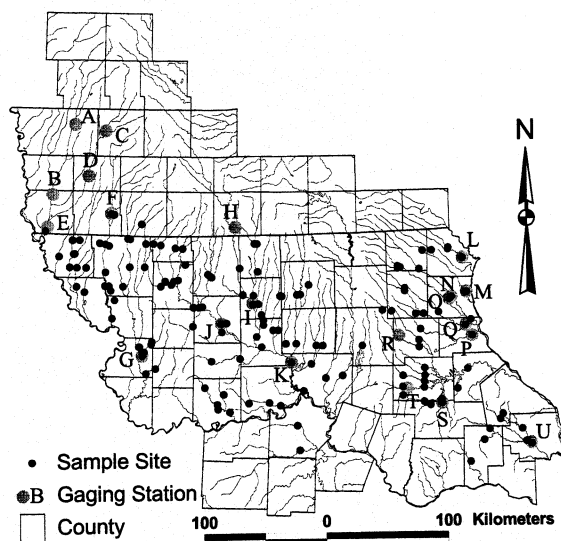 A
C
N
D
B
F
E
H
L
N
M
O
I
J
Q
R
P
G
K
T
S
U
Sample Site
B Gaging Station
County
100 0 100 Kilometers